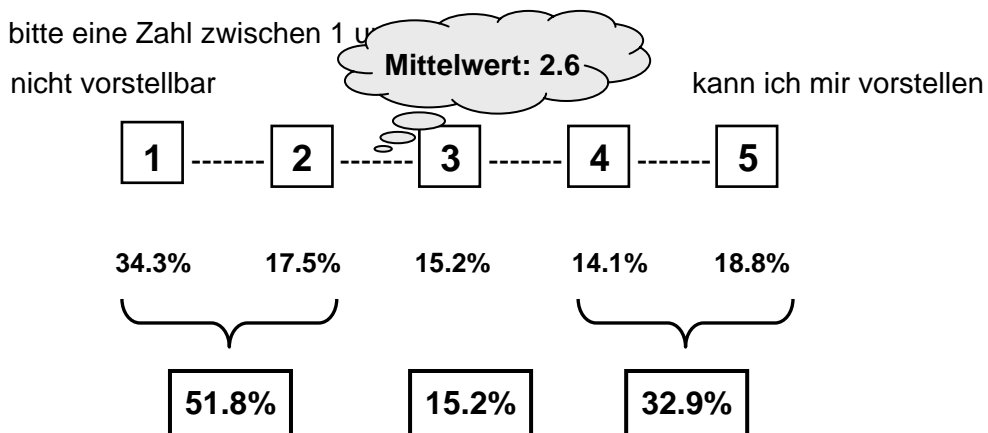 bitte eine Zahl zwischen 1 u
Mittelwert: 2.6
nicht vorstellbar kann ich mir vorstellen
1 ------- 2 ------- 3 ------- 4 ------- 5
34.3% 17.5% 15.2% 14.1% 18.8%
51.8% 15.2% 32.9%